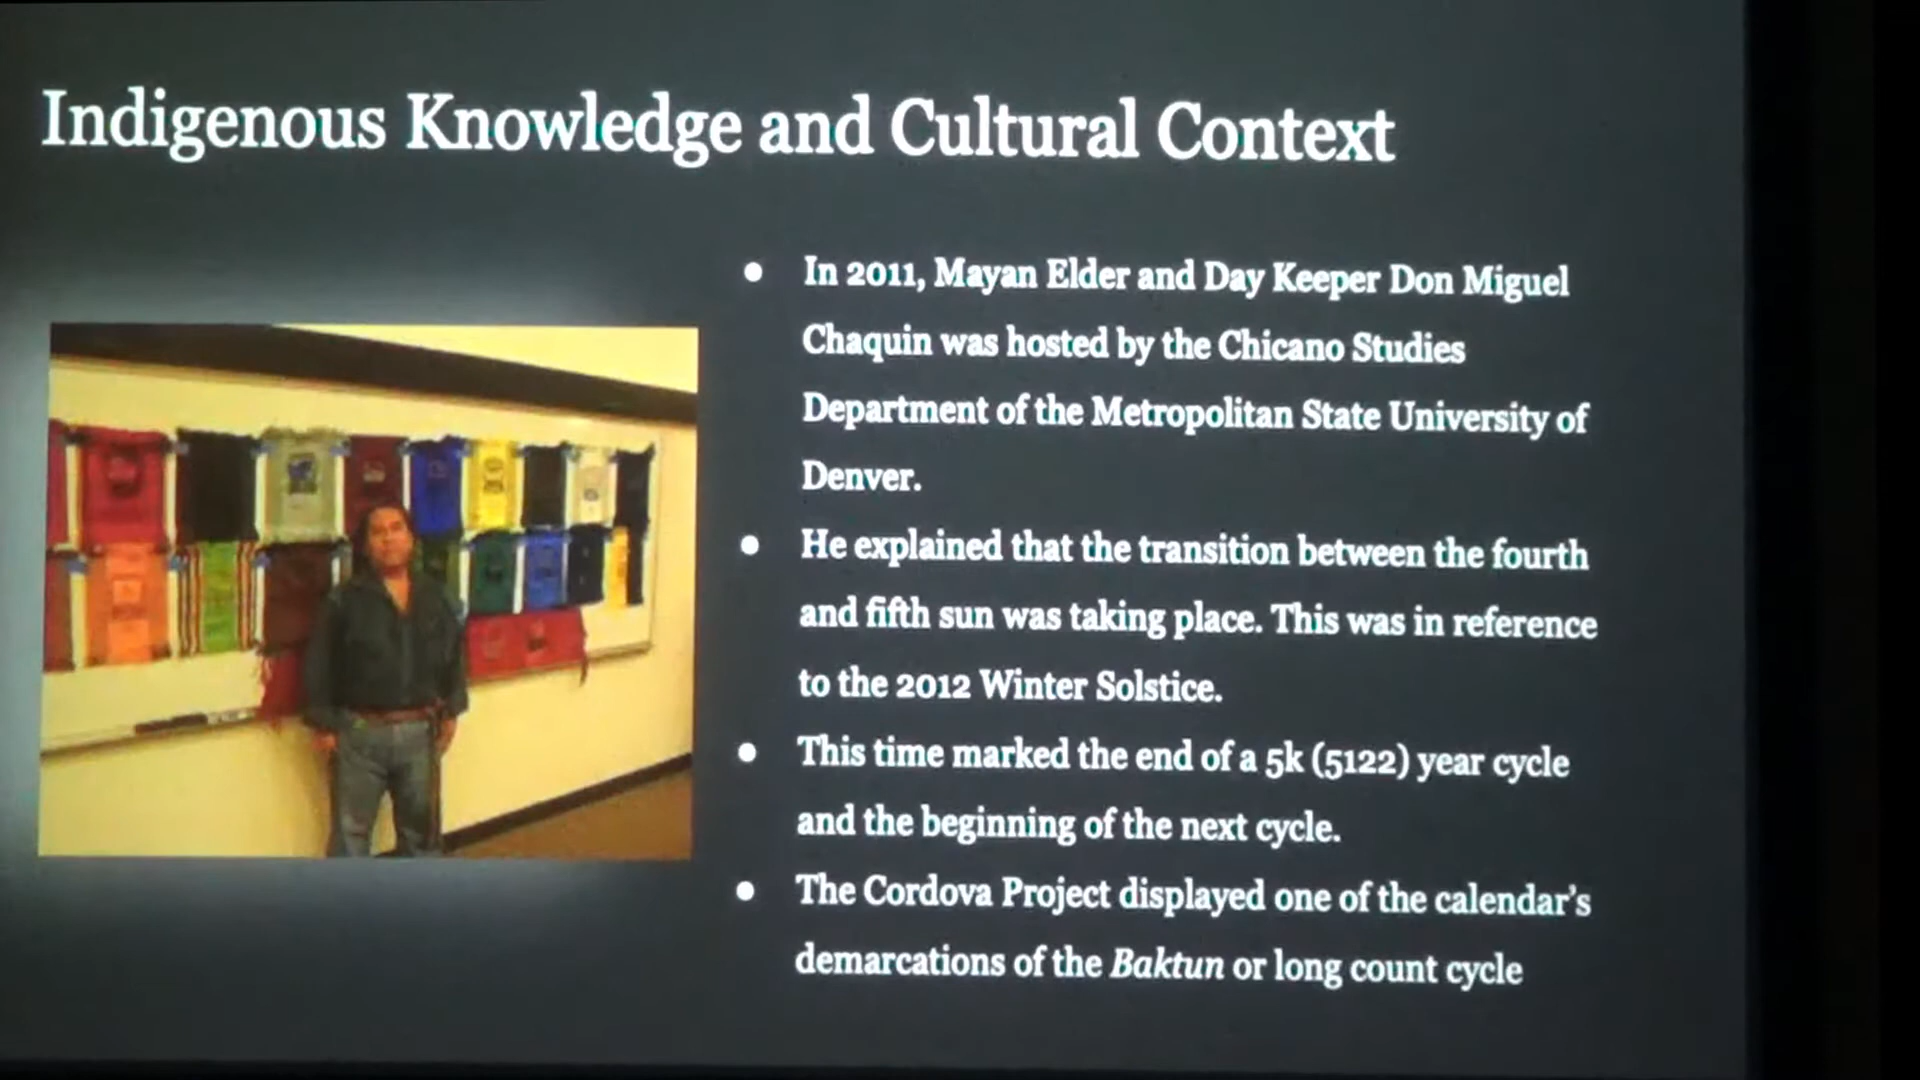 Indigenous Knowledge and Cultural Context
• In 2011, Mayan Elder and Day Keeper Don Miguel
Chaquin was hosted by the Chicano Studies
Department of the Metropolitan State University of
Denver.
• He explained that the transition between the fourth
and fifth sun was taking place. This was in reference
to the 2012 Winter Solstice.
• This time marked the end of a 5k (5122) year cycle
and the beginning of the next cycle.
• The Cordova Project displayed one of the calendar's
demarcations of the Baktun or long count cycle